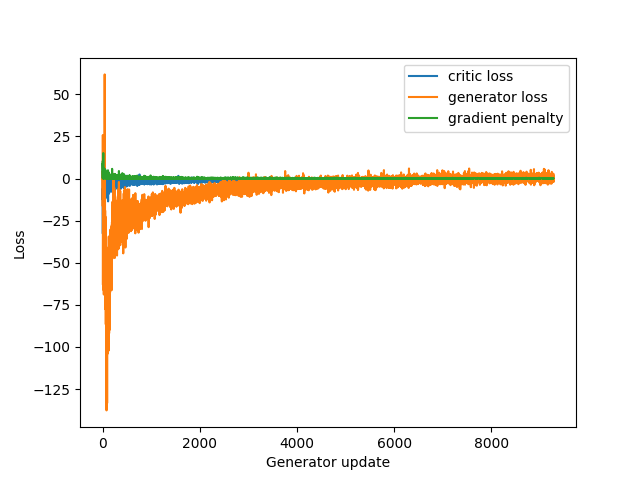 critic loss
generator loss
gradient penalty
50
25
0
−25
−50
−75
−100
−125
Loss
0 2000 4000 6000 8000
Generator update